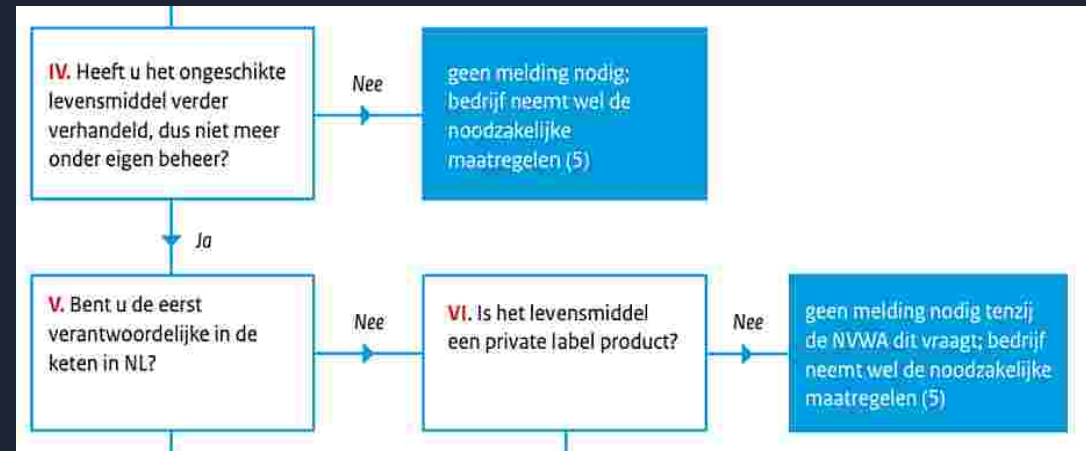 IV. Heeft u het ongeschikte
levensmiddel verder
verhandeld, dus niet meer
onder eigen beheer?
Nee
geen melding nodig;
bedrijf neemt wel de
noodzakelijke
maatregelen (5)
Ja
V. Bent u de eerst
verantwoordelijke in de
keten in NL?
Nee
VI. Is het levensmiddel
een private label product?
Nee
geen melding nodig tenzij
de NVWA dit vraagt; bedrijf
neemt wel de noodzakelijke
maatregelen (5)